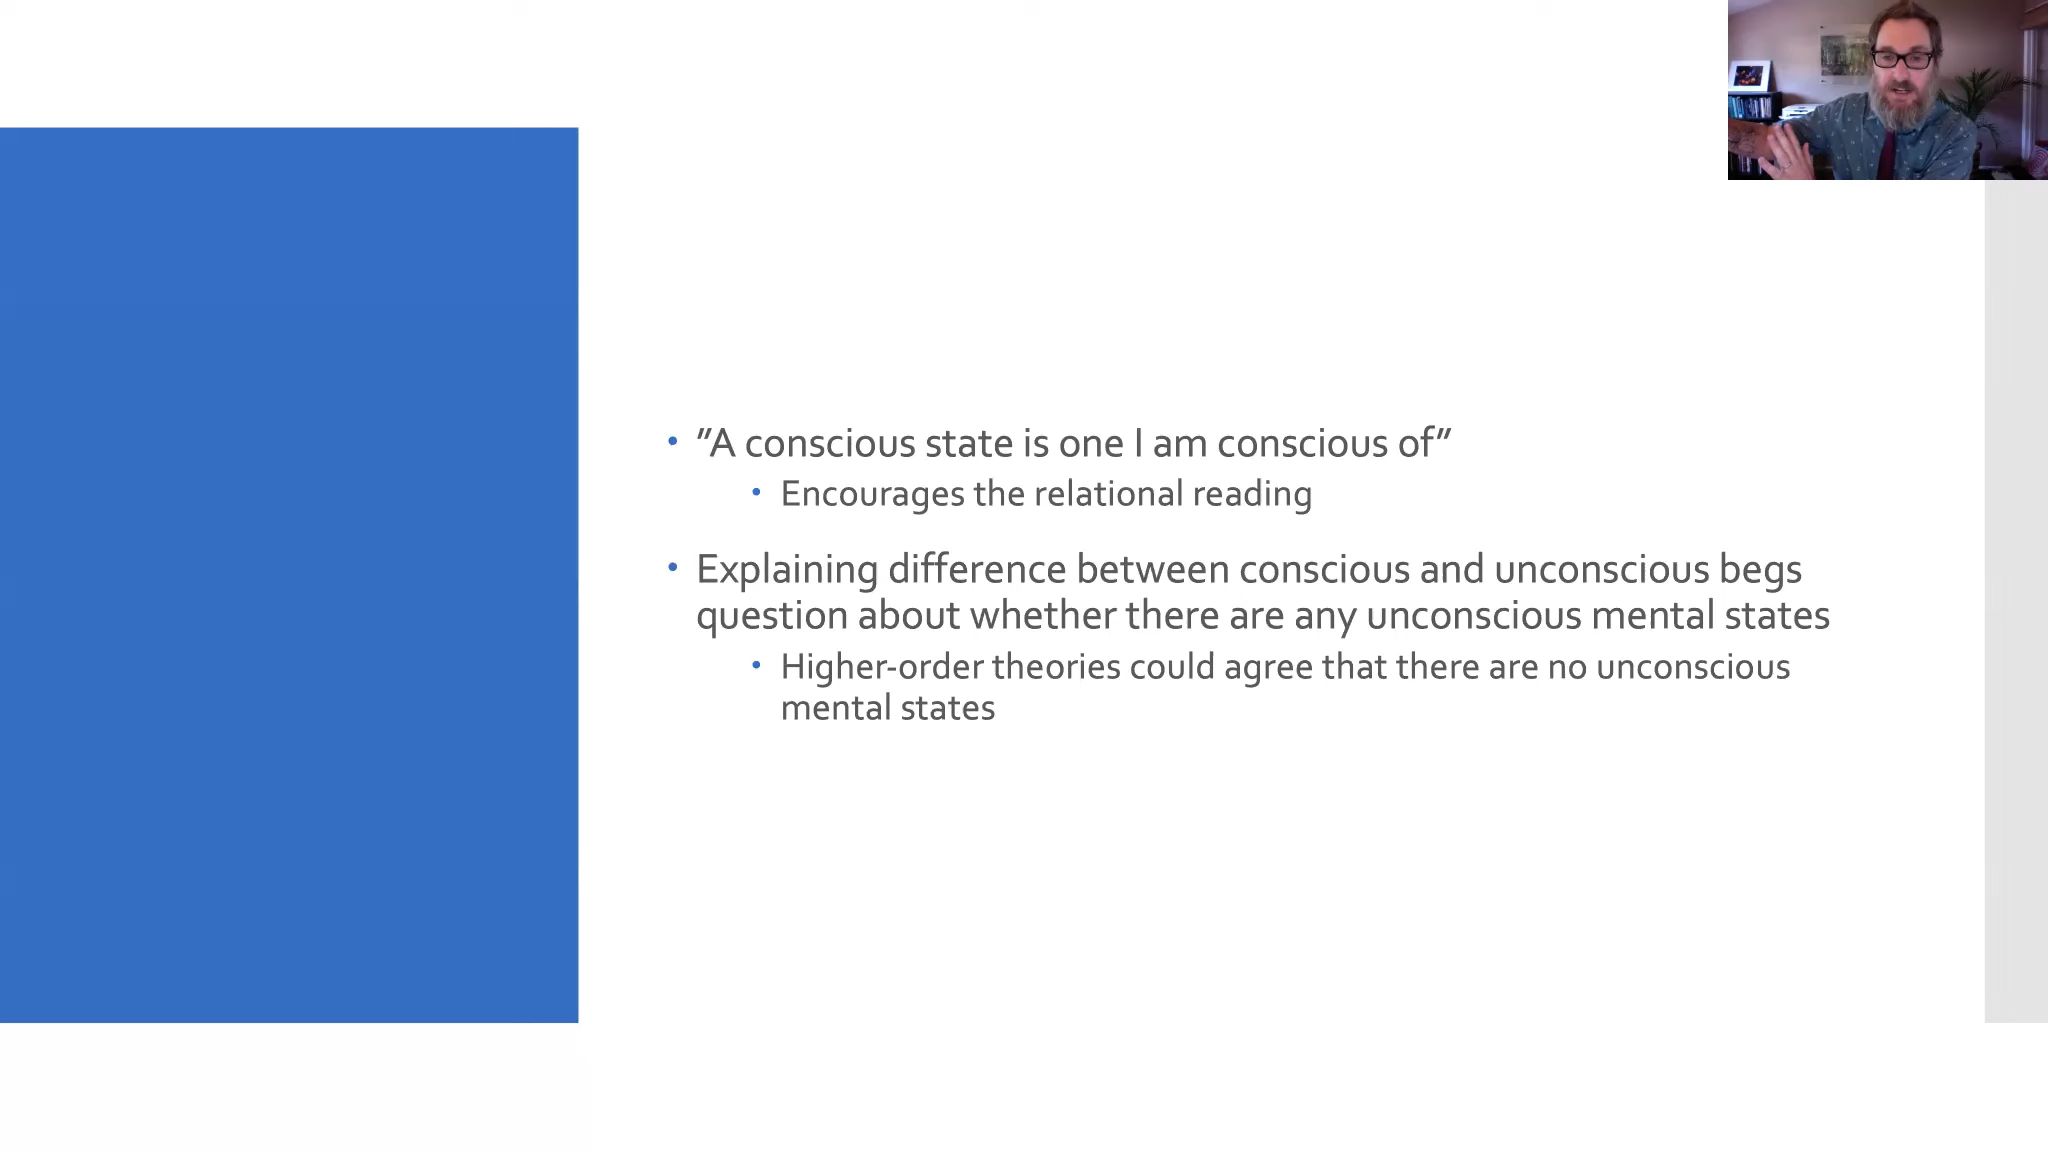 • ”A conscious state is one I am conscious of”
• Encourages the relational reading
• Explaining difference between conscious and unconscious begs
question about whether there are any unconscious mental states
• Higher-order theories could agree that there are no unconscious
mental states